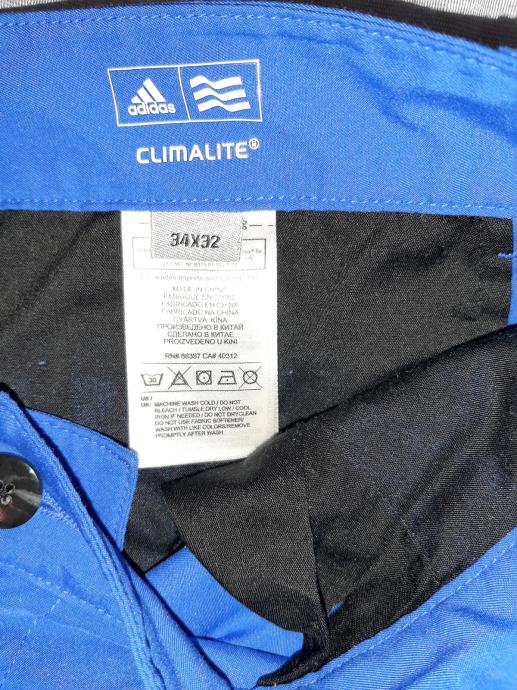 adidas
CLIMALITE®
34X32
MADE IN CHINA
FABRIQUÉ EN CHINE
FABRICADO EN CHINA
FABRICADO NA CHINA
GYÁRTVA: KÍNA
ПРОИЗВЕДЕНО В КИТАЙ
СДЕЛАНО В КИТАЕ
PROIZVEDENO U KINI
RN# 88387 CA# 40312
30
MACHINE WASH COLD / DO NOT
BLEACH / TUMBLE DRY LOW / COOL
IRON IF NEEDED / DO NOT DRYCLEAN
DO NOT USE FABRIC SOFTENER/
WASH WITH LIKE COLORS/REMOVE
PROMPTLY AFTER WASH